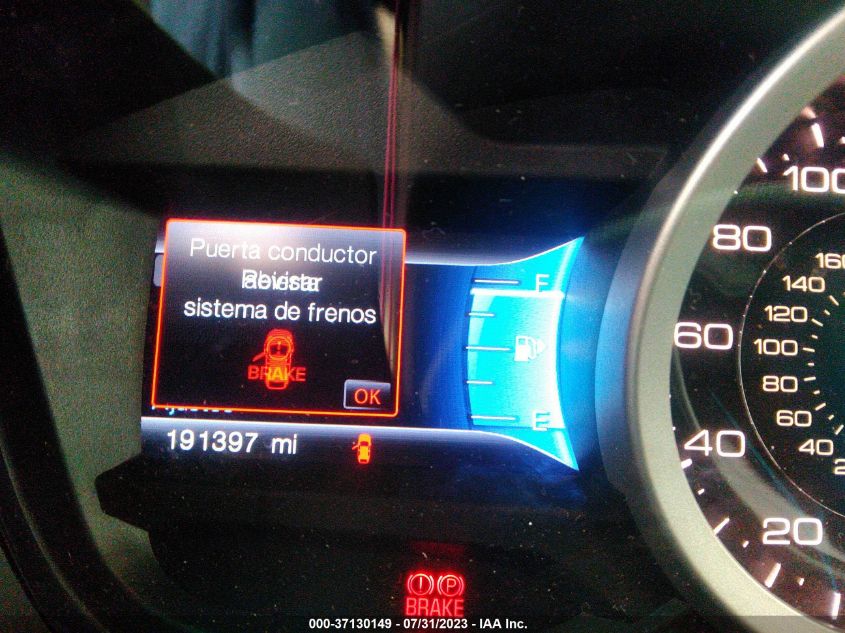 Puerta conductor
sistema de frenos
BRAKE
OK
191397 mi
F
E
100
80
60
40
20
160
140
120
100
80
60
40
BRAKE
000-37130149 - 07/31/2023 - IAA Inc.